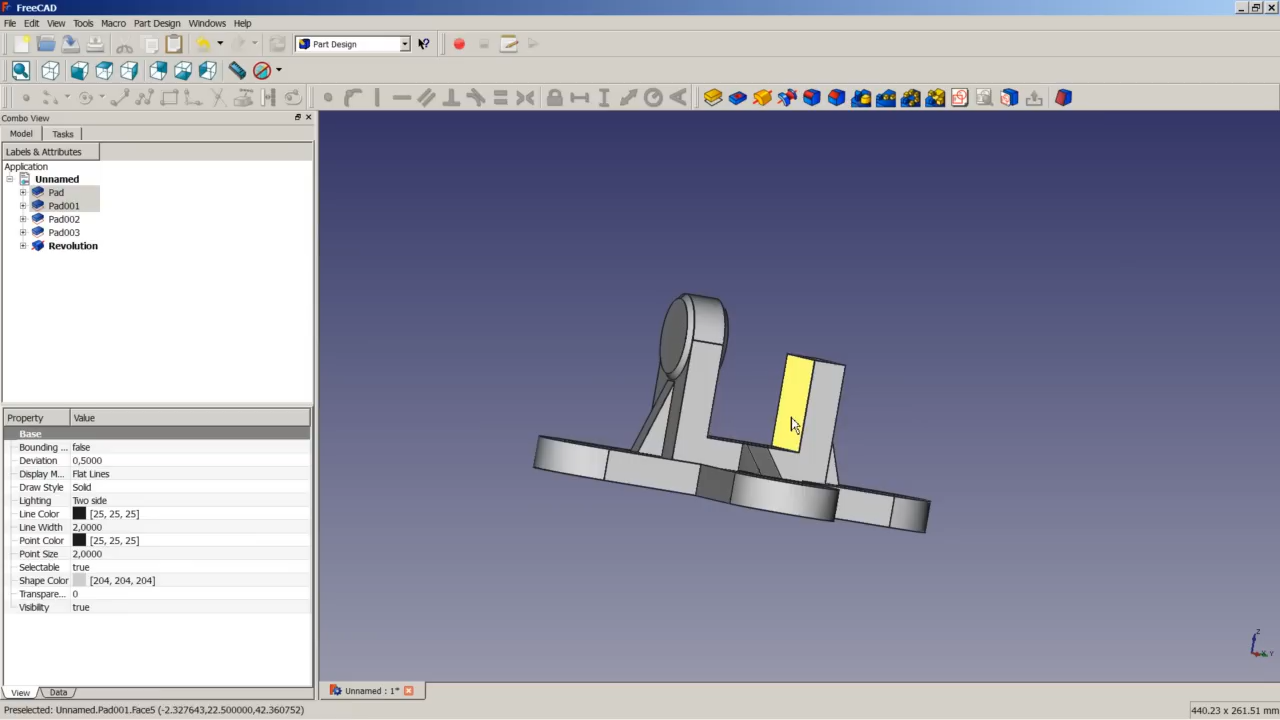 FreeCAD
File Edit View Tools Macro Part Design Windows Help
Part Design
Combo View
Model Tasks
Labels & Attributes
Application
Unnamed
Pad
Pad001
Pad002
Pad003
Revolution
Property Value
Base
Bounding ... false
Deviation 0,5000
Display M... Flat Lines
Draw Style Solid
Lighting Two side
Line Color [25, 25, 25]
Line Width 2,0000
Point Color [25, 25, 25]
Point Size 2,0000
Selectable true
Shape Color [204, 204, 204]
Transpare... 0
Visibility true
View Data
Unnamed : 1*
Preselected: Unnamed.Pad001.Face5 (-2.327643,22.500000,42.360752)
440.23 x 261.51 mm